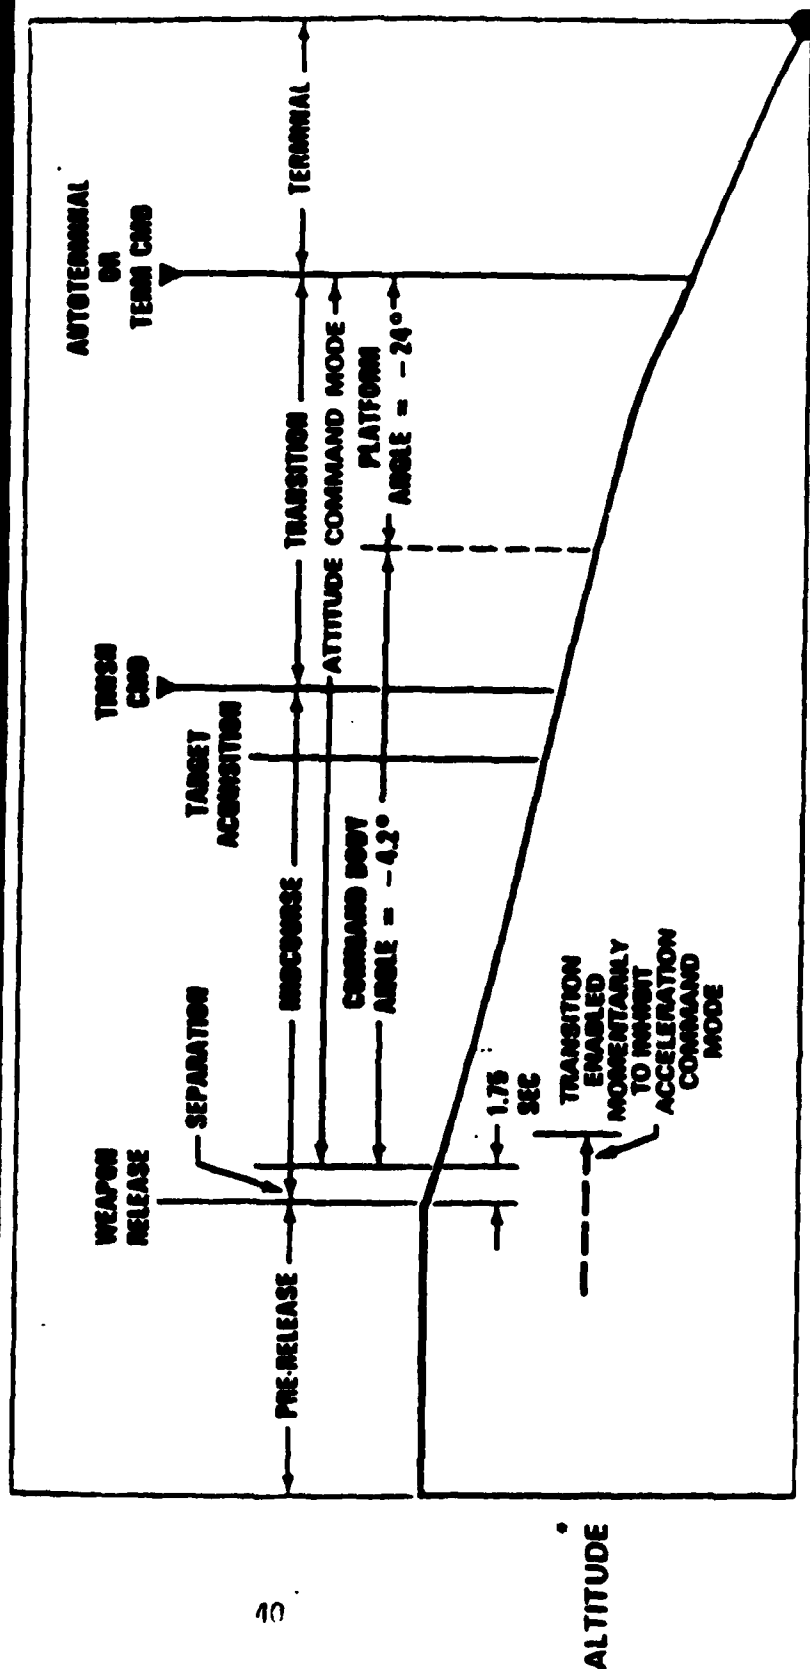 WEAPON
RELEASE
SEPARATION
TARGET
ACQUISITION
TRNSN
CMD
AUTOTERMINAL
OR
TERM CMD
PRE-RELEASE
MIDCOURSE
TRANSITION
TERMINAL
ATTITUDE COMMAND MODE
COMMAND BODY
ANGLE = -4.2°
PLATFORM
ANGLE = -24°
1.75
SEC
TRANSITION
ENABLED
MOMENTARILY
TO INHIBIT
ACCELERATION
COMMAND
MODE
ALTITUDE
10